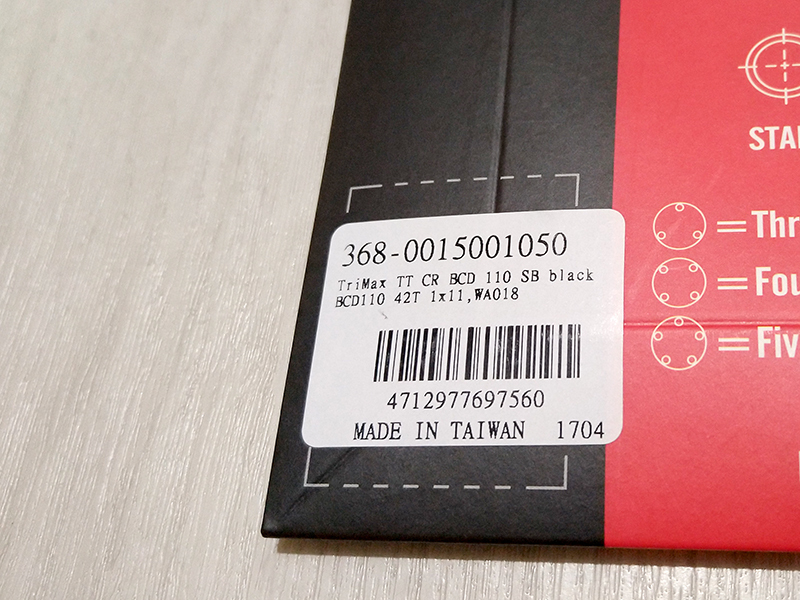 368-0015001050
TriMax TT CR BCD 110 SB black
BCD110 42T 1x11,WA018
4712977697560
MADE IN TAIWAN 1704
STA
= Thr
= Fou
= Fiv